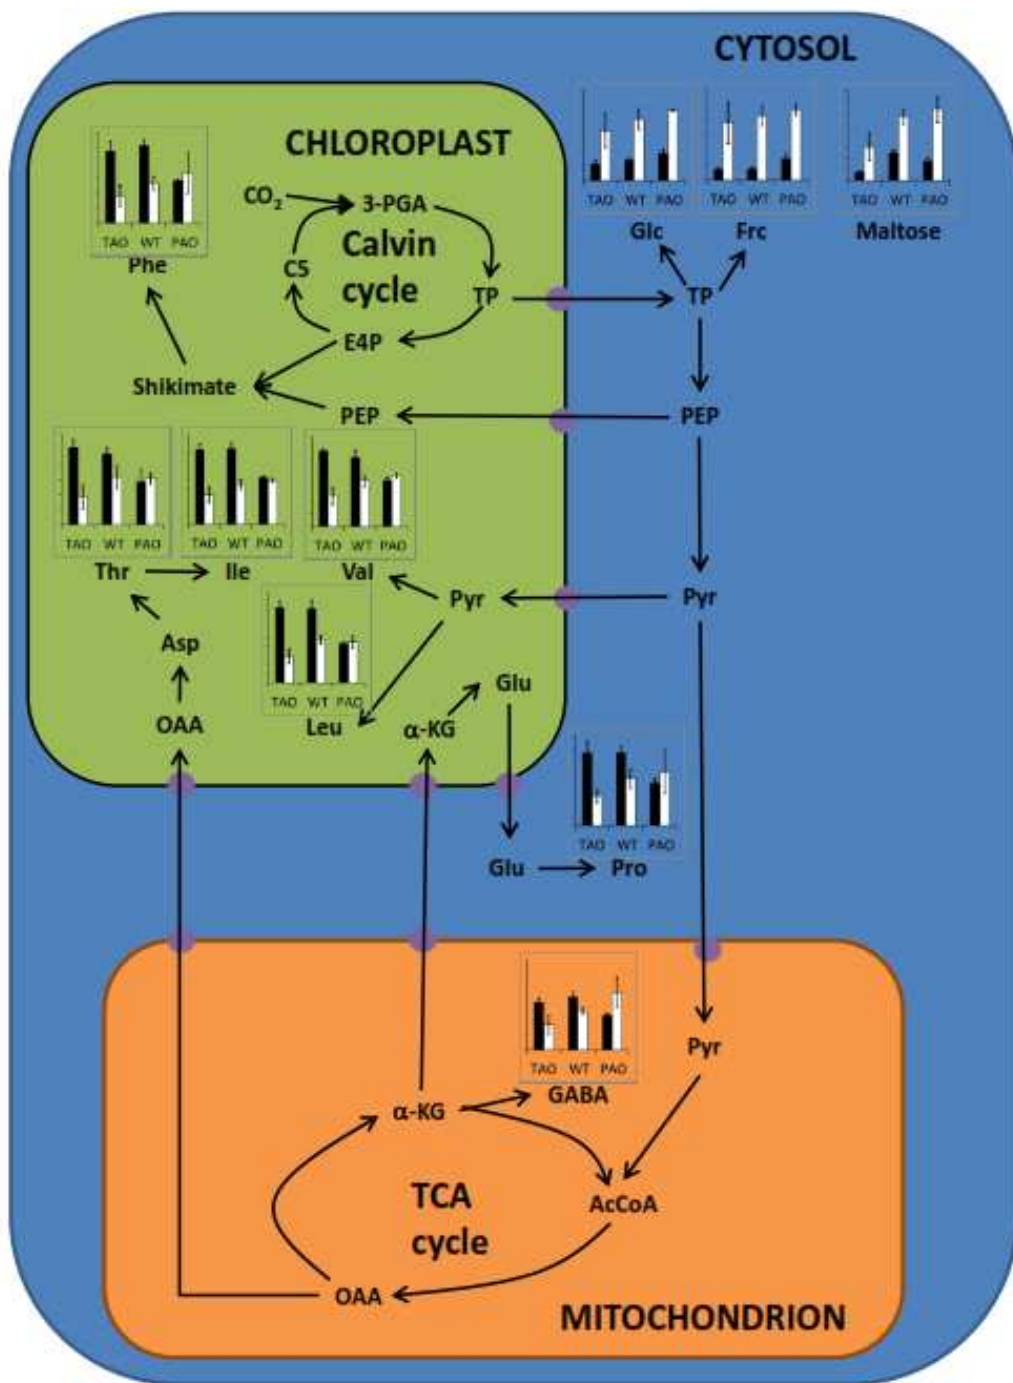 CYTOSOL
CHLOROPLAST
TAO WT PAO
Phe
CO2
3-PGA
Calvin
cycle
C5
TP
E4P
Shikimate
PEP
TAO WT PAO
Glc
TAO WT PAO
Frc
TAO WT PAO
Maltose
TP
PEP
TAO WT PAO
Thr
TAO WT PAO
Ile
TAO WT PAO
Val
Pyr
Pyr
Asp
OAA
TAO WT PAO
Leu
α-KG
Glu
Glu
TAO WT PAO
Pro
TAO WT PAO
GABA
Pyr
α-KG
TCA
cycle
AcCoA
OAA
MITOCHONDRION